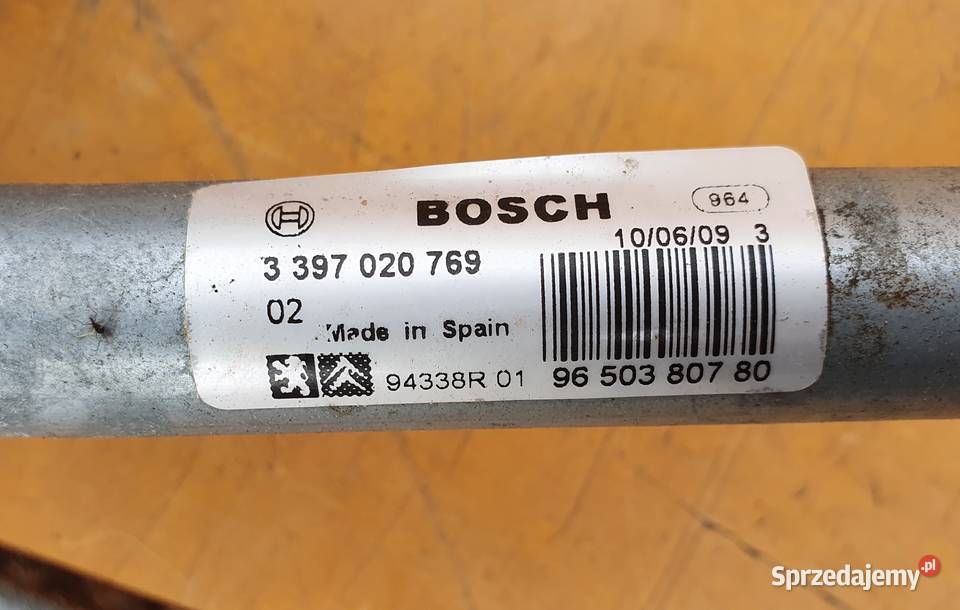 BOSCH 964
10/06/09 3
3 397 020 769
02
Made in Spain
94338R 01
96 503 807 80
Sprzedajemy.pl